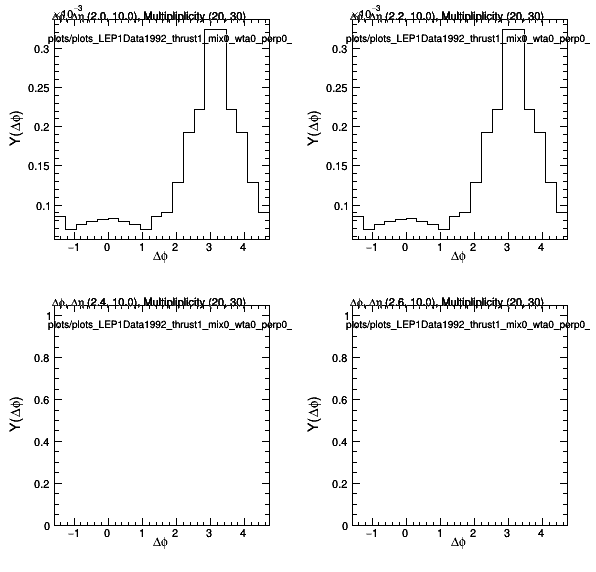 ×10⁻³
Δφ, Δη (2.0, 10.0), Multipliplicity (20, 30)
plots/plots_LEP1Data1992_thrust1_mix0_wta0_perp0_
0.3
0.25
0.2
0.15
0.1
Y(Δφ)
−1 0 1 2 3 4
Δφ
×10⁻³
Δφ, Δη (2.2, 10.0), Multipliplicity (20, 30)
plots/plots_LEP1Data1992_thrust1_mix0_wta0_perp0_
0.3
0.25
0.2
0.15
0.1
Y(Δφ)
−1 0 1 2 3 4
Δφ
Δφ, Δη (2.4, 10.0), Multipliplicity (20, 30)
plots/plots_LEP1Data1992_thrust1_mix0_wta0_perp0_
1
0.8
0.6
0.4
0.2
0
Y(Δφ)
−1 0 1 2 3 4
Δφ
Δφ, Δη (2.6, 10.0), Multipliplicity (20, 30)
plots/plots_LEP1Data1992_thrust1_mix0_wta0_perp0_
1
0.8
0.6
0.4
0.2
0
Y(Δφ)
−1 0 1 2 3 4
Δφ